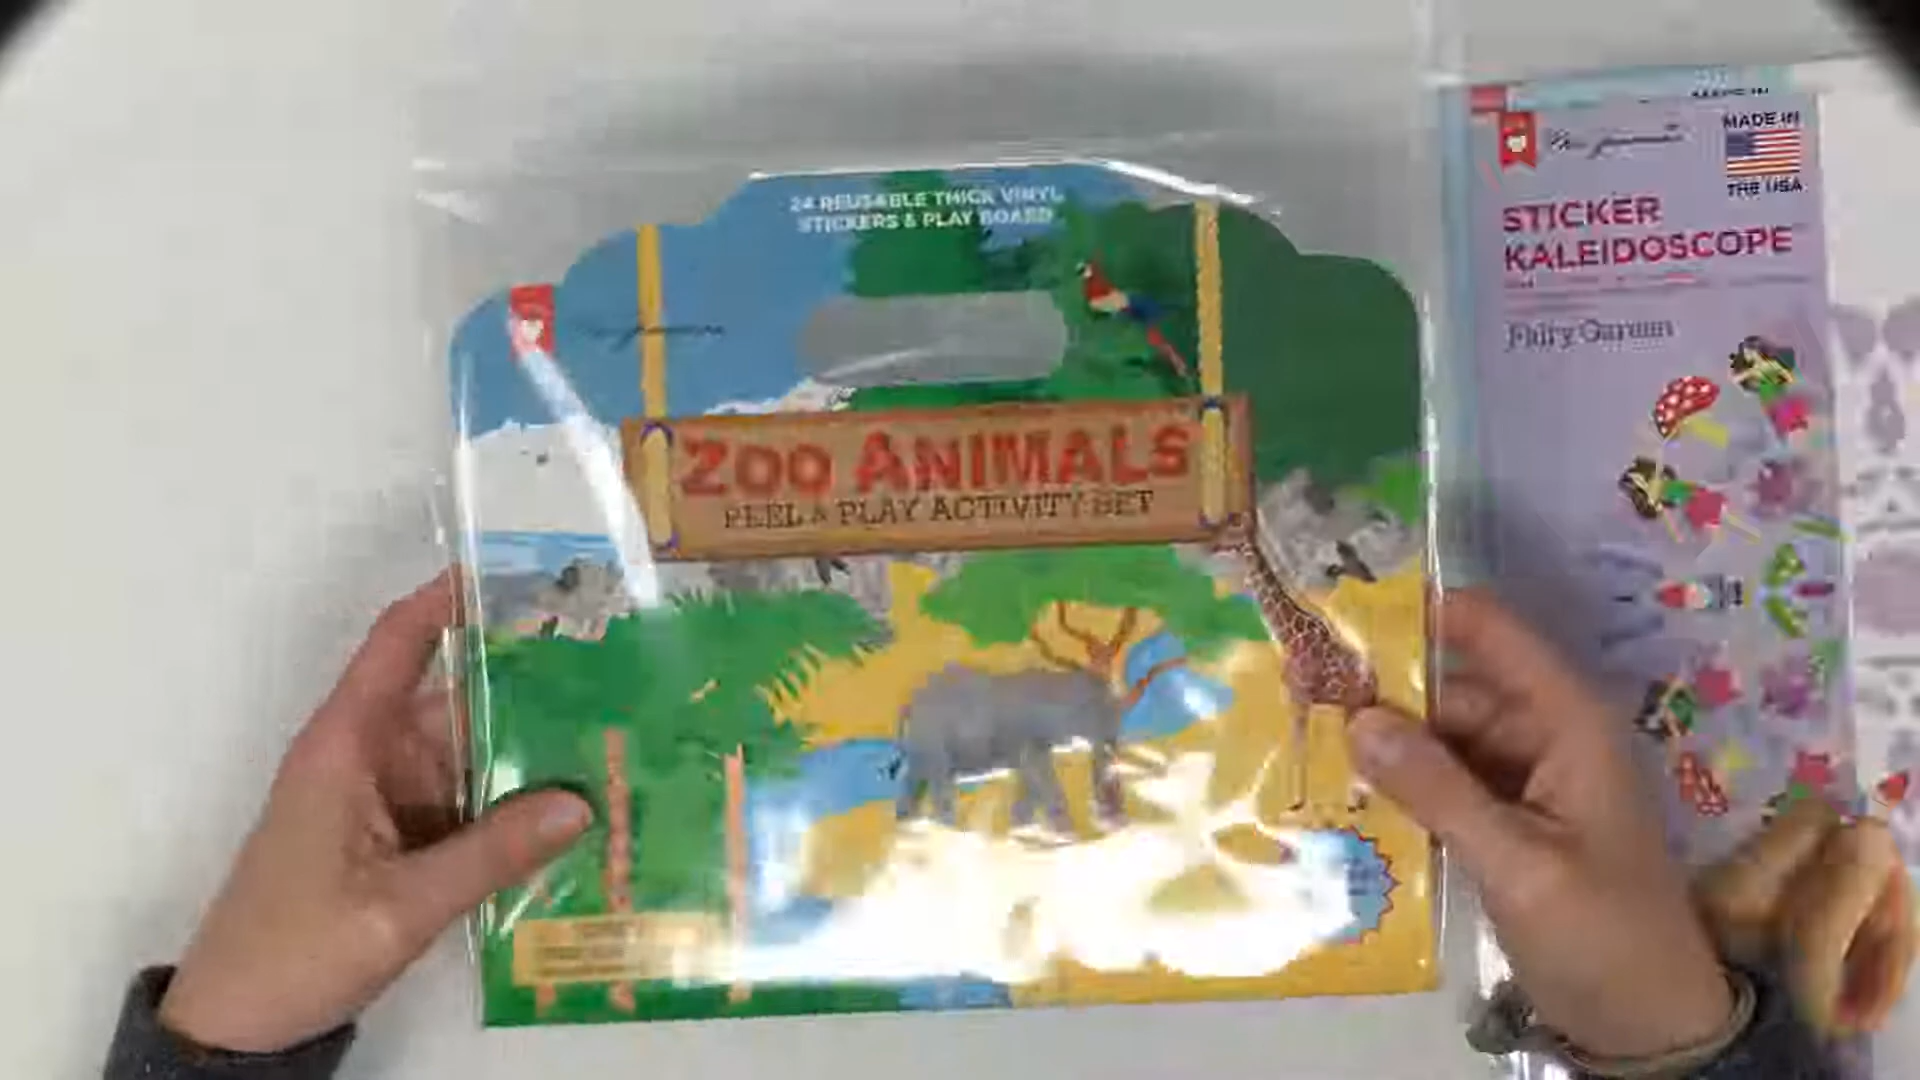 24 REUSABLE THICK VINYL
STICKERS & PLAY BOARD
ZOO ANIMALS
PEEL & PLAY ACTIVITY SET
MADE IN
THE USA
STICKER
KALEIDOSCOPE
Fairy Garden